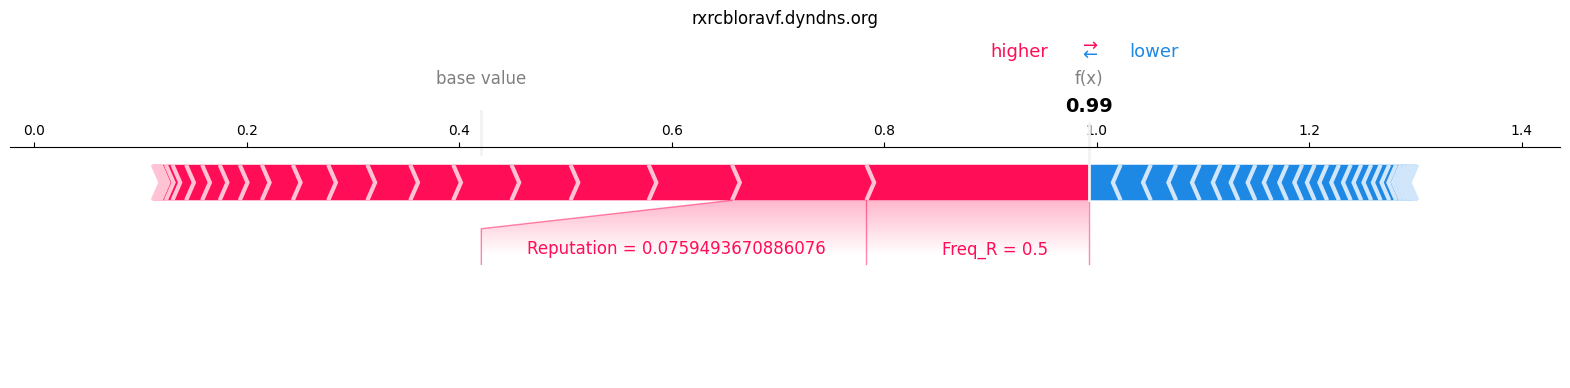 rxrcbloravf.dyndns.org
higher → ← lower
base value f(x)
0.99
0.0 0.2 0.4 0.6 0.8 1.0 1.2 1.4
Reputation = 0.0759493670886076 Freq_R = 0.5